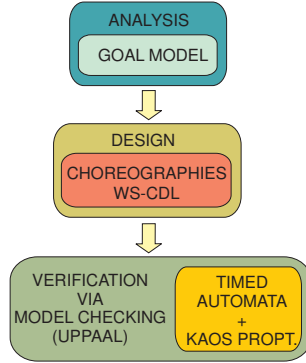 ANALYSIS
GOAL MODEL
DESIGN
CHOREOGRAPHIES
WS-CDL
VERIFICATION
VIA
MODEL CHECKING
(UPPAAL)
TIMED
AUTOMATA
+
KAOS PROPT.